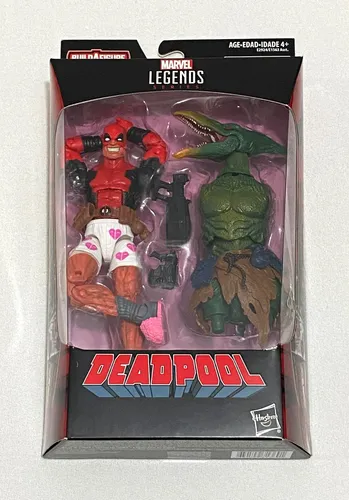 BUILD A FIGURE
MARVEL
LEGENDS
SERIES
AGE•EDAD•IDADE 4+
DEADPOOL
Hasbro